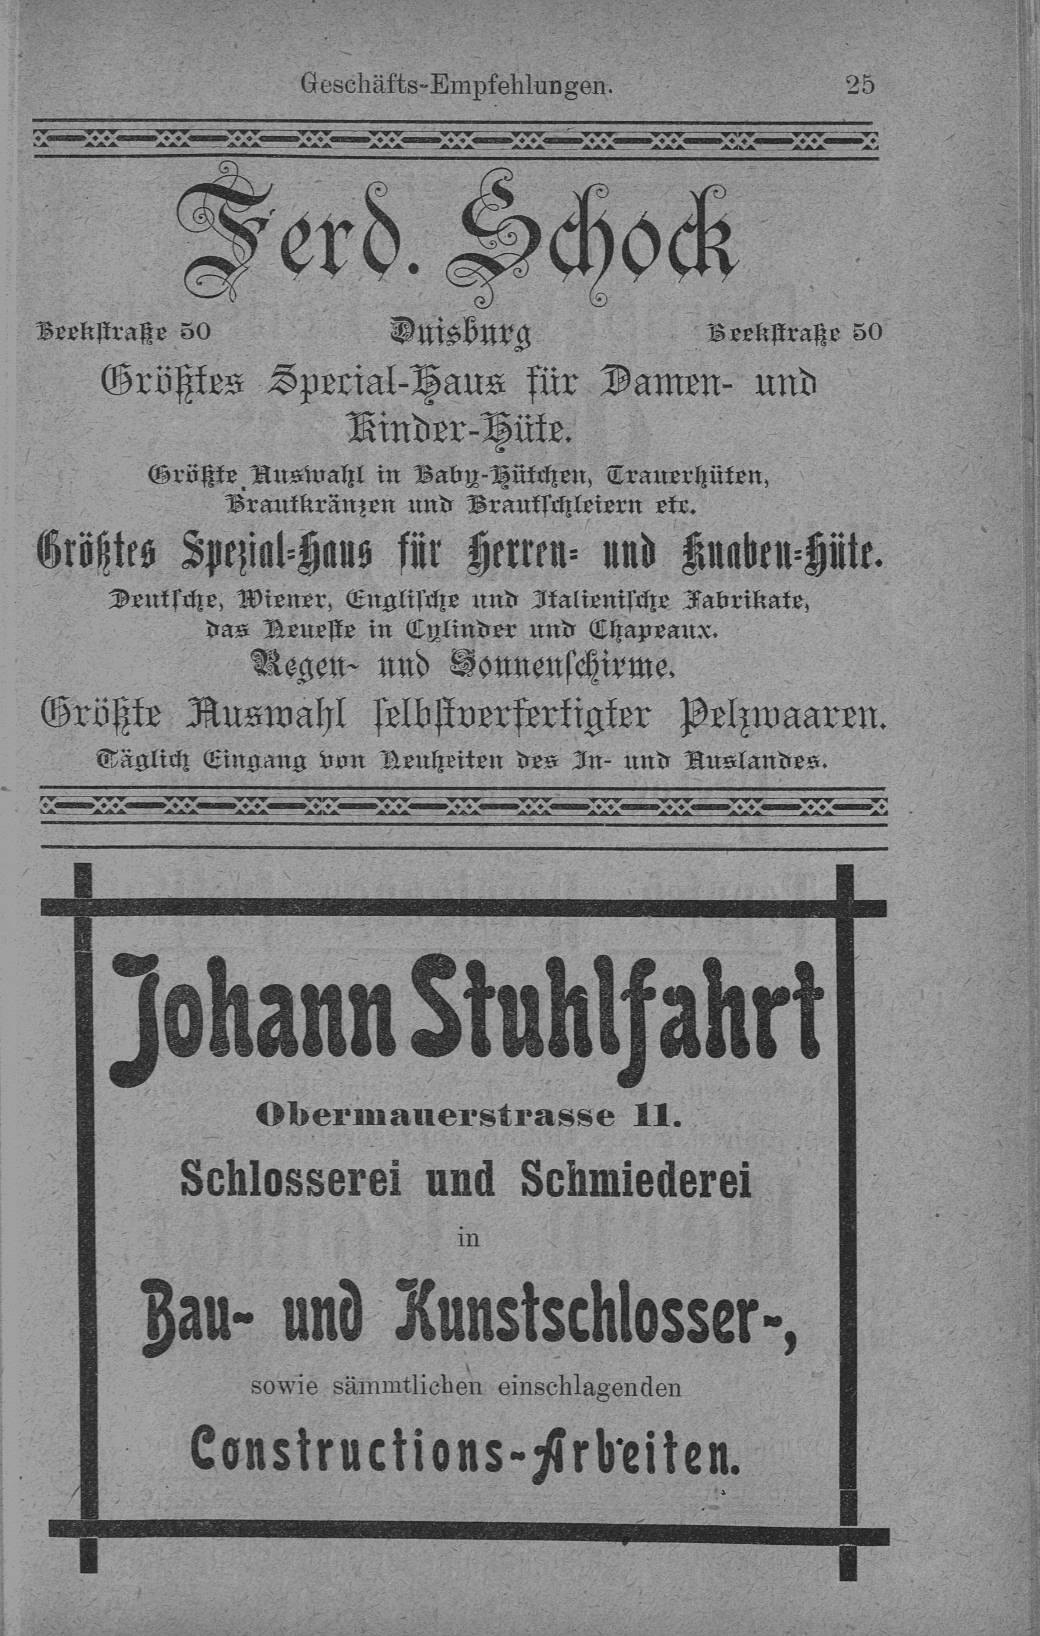 Geschäfts-Empfehlungen. 25
Ferd. Schock
Beekstraße 50 Duisburg Beekstraße 50
Größtes Special-Haus für Damen- und
Kinder-Hüte.
Größte Auswahl in Baby-Hütchen, Trauerhüten,
Brautkränzen und Brautschleiern etc.
Größtes Spezial-Haus für Herren- und Knaben-Hüte.
Deutsche, Wiener, Englische und Italienische Fabrikate,
das Neueste in Cylinder und Chapeaux.
Regen- und Sonnenschirme.
Größte Auswahl selbstverfertigter Pelzwaaren.
Täglich Eingang von Neuheiten des In- und Auslandes.
Johann Stuhlfahrt
Obermauerstrasse 11.
Schlosserei und Schmiederei
in
Bau- und Kunstschlosser-,
sowie sämmtlichen einschlagenden
Constructions-Arbeiten.